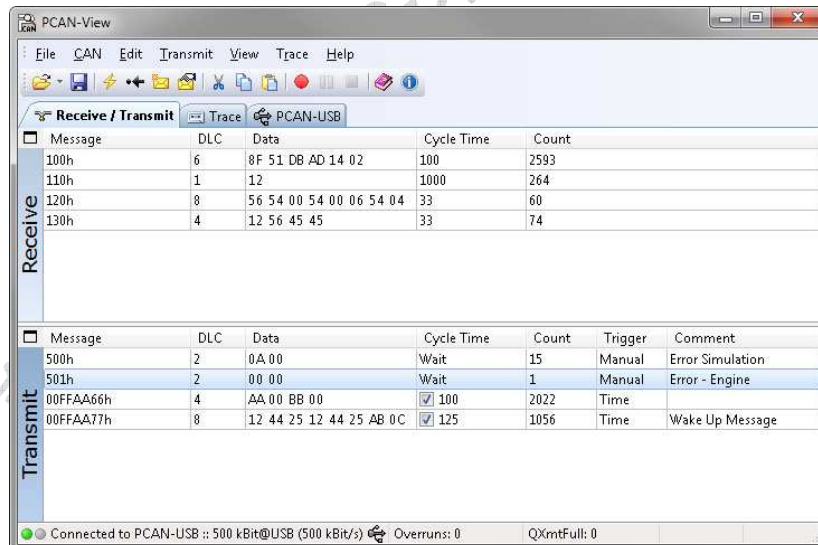 PCAN-View
File CAN Edit Transmit View Trace Help
Receive / Transmit Trace PCAN-USB
Message DLC Data Cycle Time Count
100h 6 8F 51 DB AD 14 02 100 2593
110h 1 12 1000 264
120h 8 56 54 00 54 00 06 54 04 33 60
130h 4 12 56 45 45 33 74
Receive
Message DLC Data Cycle Time Count Trigger Comment
500h 2 0A 00 Wait 15 Manual Error Simulation
501h 2 00 00 Wait 1 Manual Error - Engine
00FFAA66h 4 AA 00 BB 00 100 2022 Time
00FFAA77h 8 12 44 25 12 44 25 AB 0C 125 1056 Time Wake Up Message
Transmit
Connected to PCAN-USB :: 500 kBit@USB (500 kBit/s) Overruns: 0 QXmtFull: 0